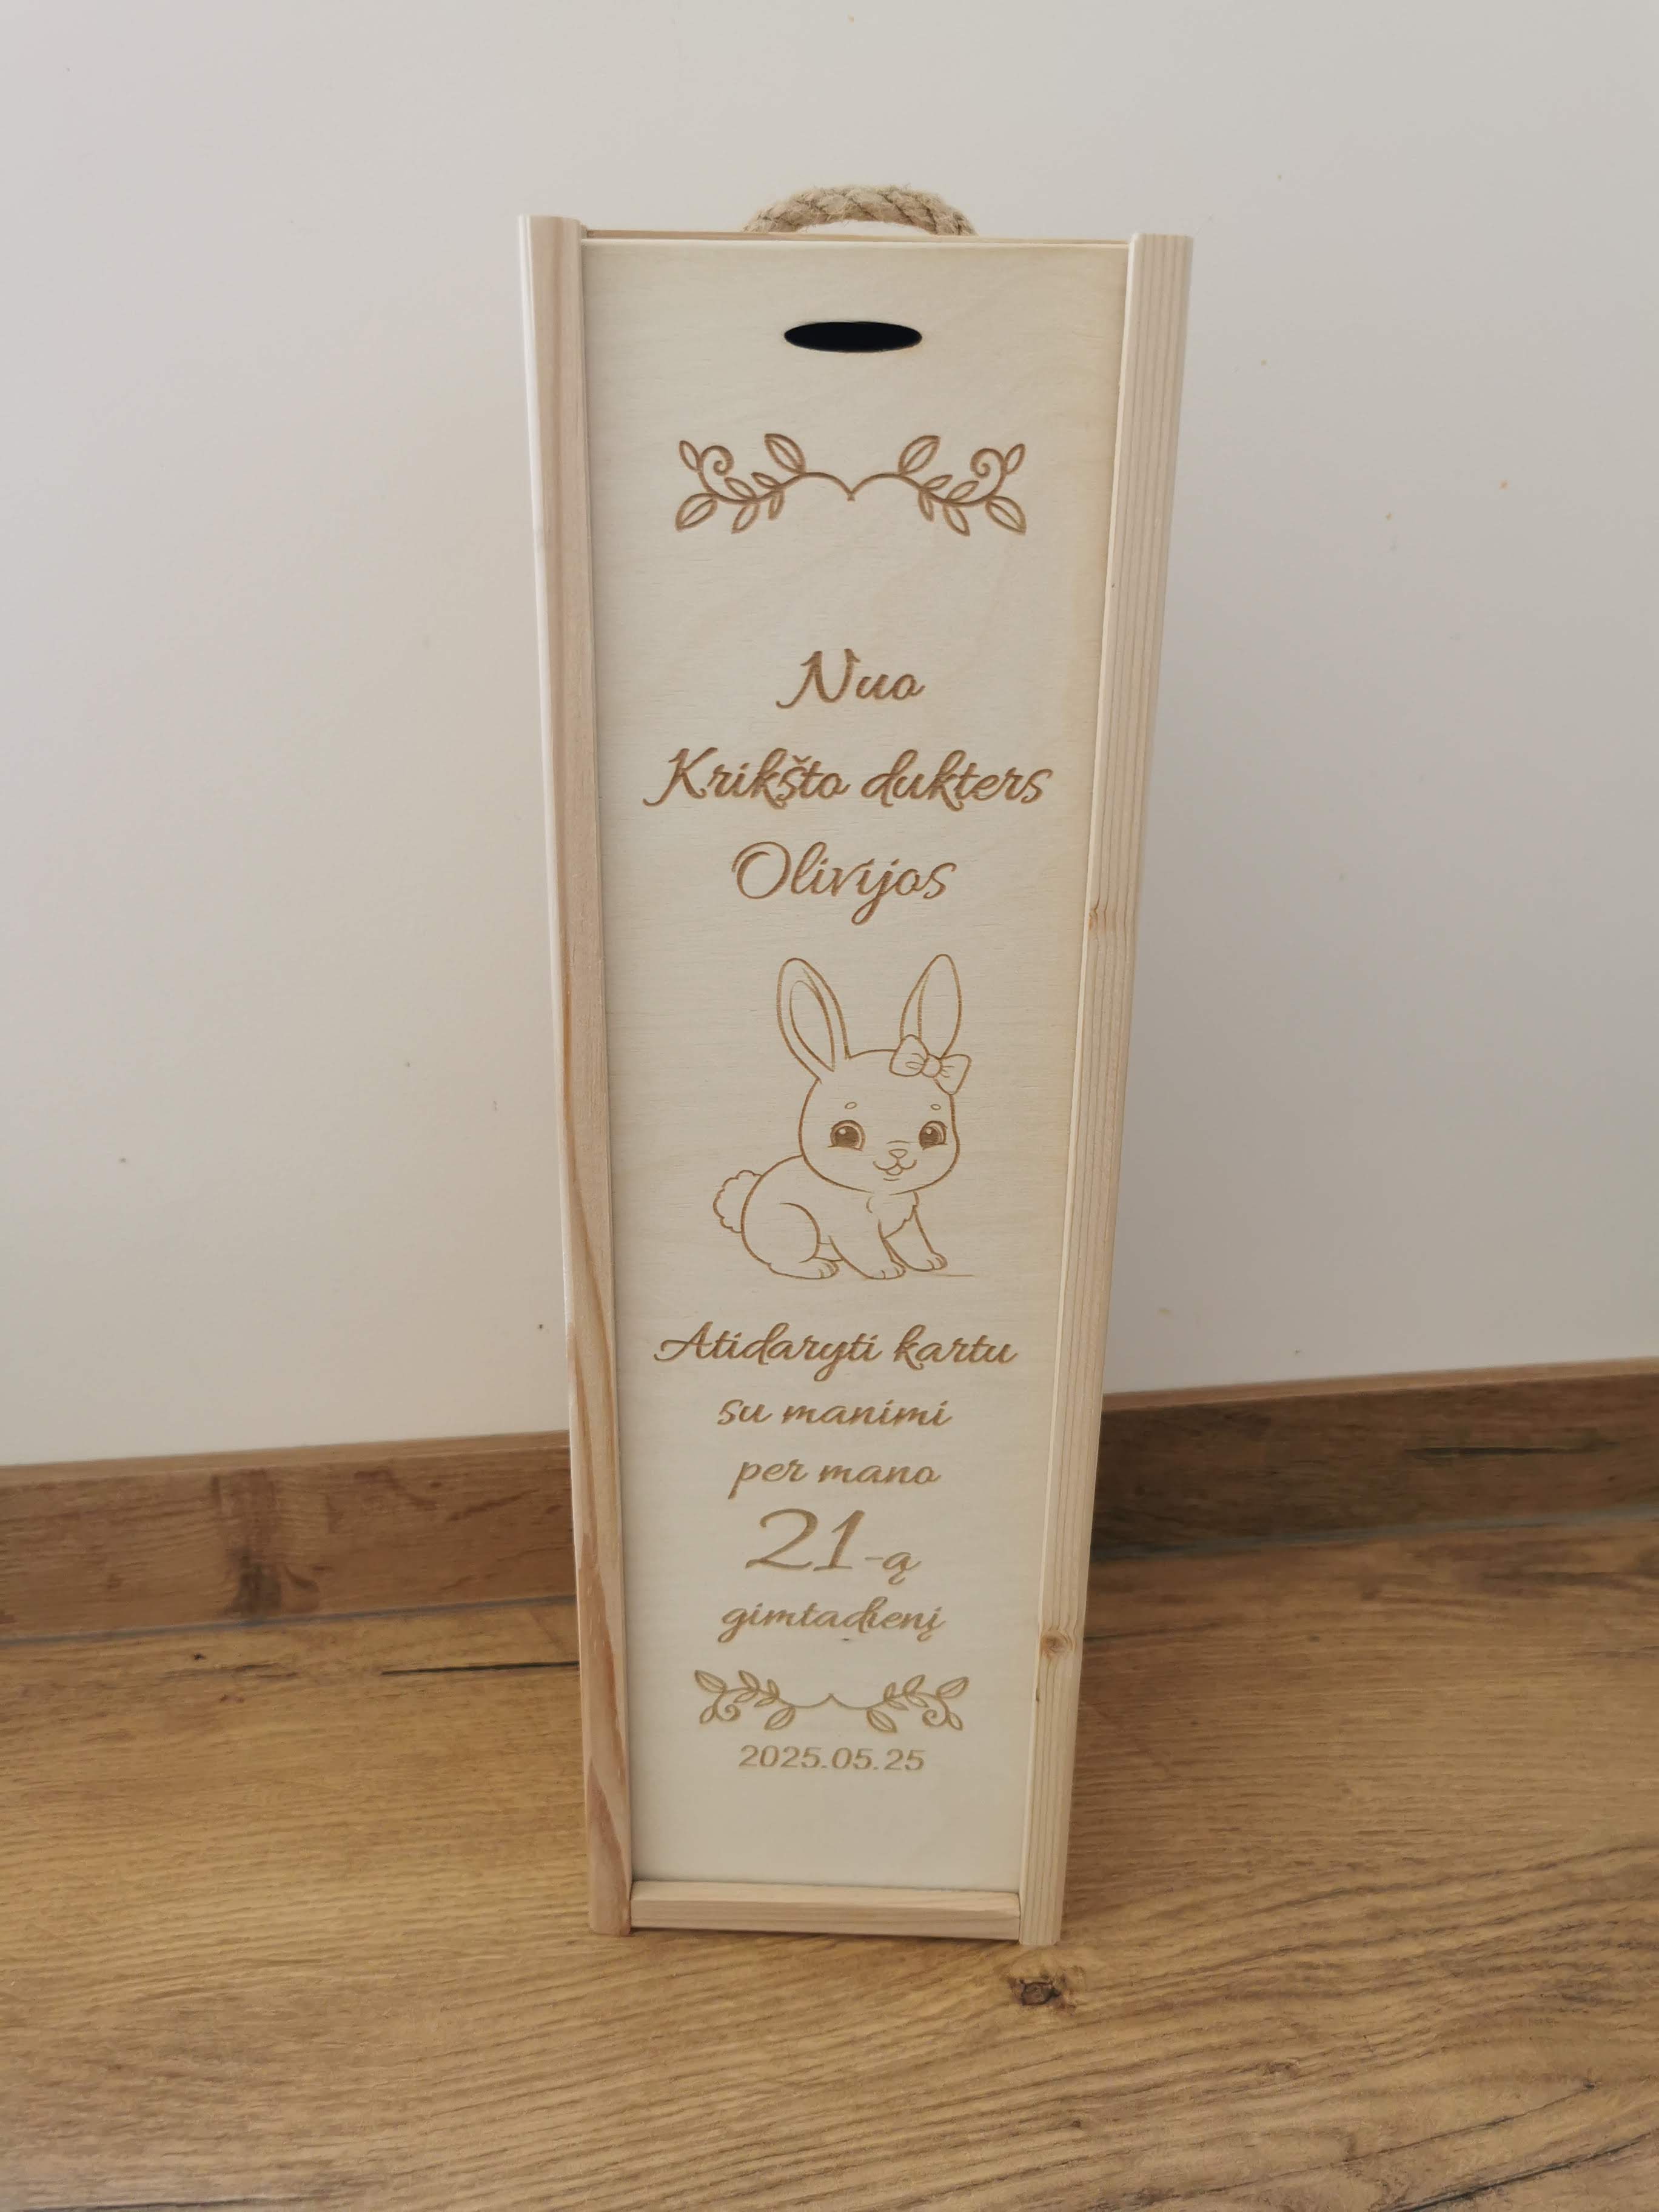 Nuo
Krikšto dukters
Olivijos
Atidaryti kartu
su manimi
per mano
21-ą
gimtadienį
2025.05.25